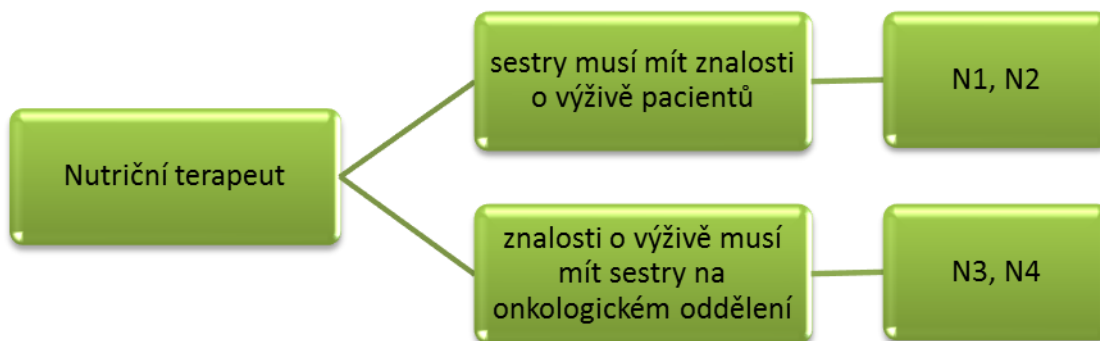 Nutriční terapeut
sestry musí mít znalosti
o výživě pacientů
N1, N2
znalosti o výživě musí
mít sestry na
onkologickém oddělení
N3, N4